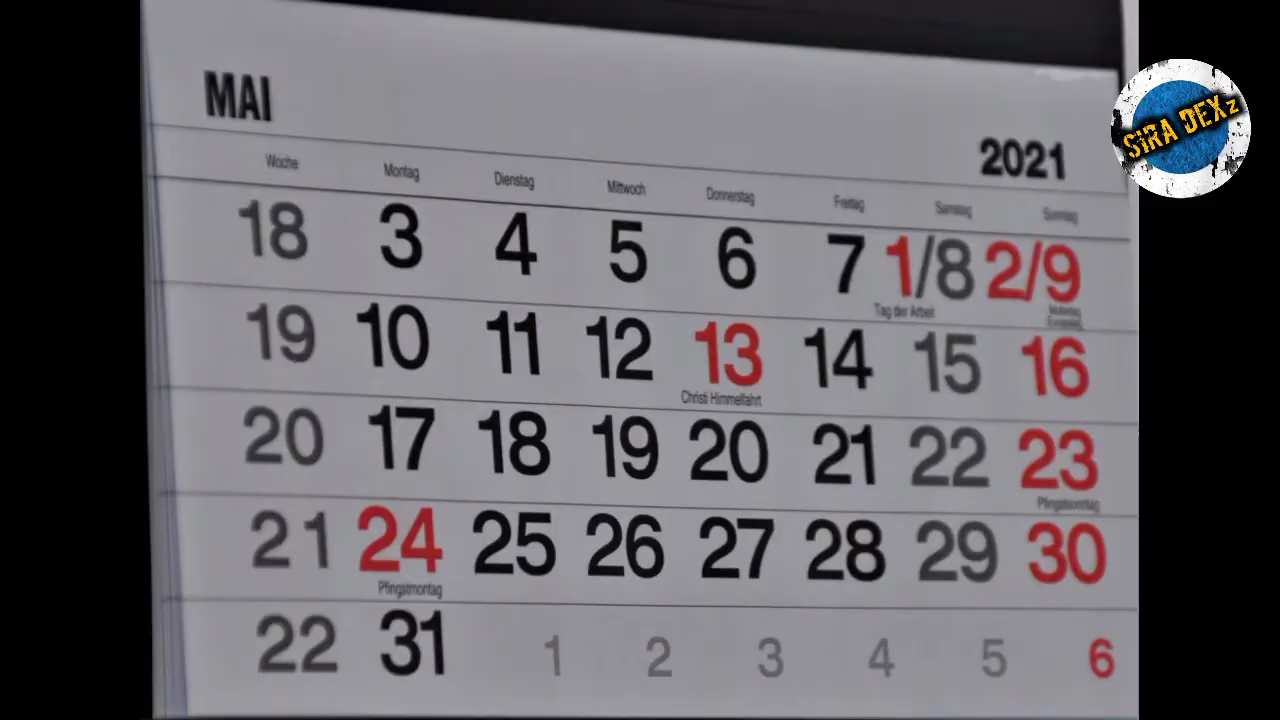 MAI
2021
SIRA DEXz
Woche Montag Dienstag Mittwoch Donnerstag Freitag Samstag Sonntag
18 3 4 5 6 7 1/8 2/9
Tag der Arbeit
19 10 11 12 13 14 15 16
Christi Himmelfahrt
20 17 18 19 20 21 22 23
Pfingstsonntag
21 24 25 26 27 28 29 30
Pfingstmontag
22 31 1 2 3 4 5 6